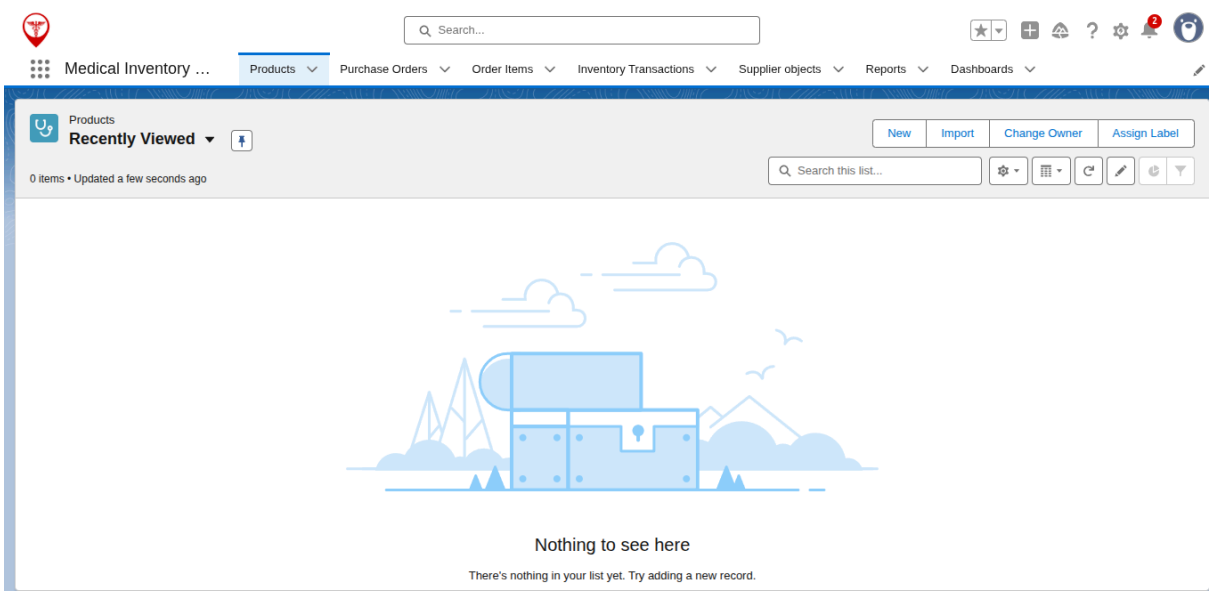 Search...
2
Medical Inventory ...
Products
Purchase Orders
Order Items
Inventory Transactions
Supplier objects
Reports
Dashboards
Products
Recently Viewed
New
Import
Change Owner
Assign Label
0 items • Updated a few seconds ago
Search this list...
Nothing to see here
There's nothing in your list yet. Try adding a new record.